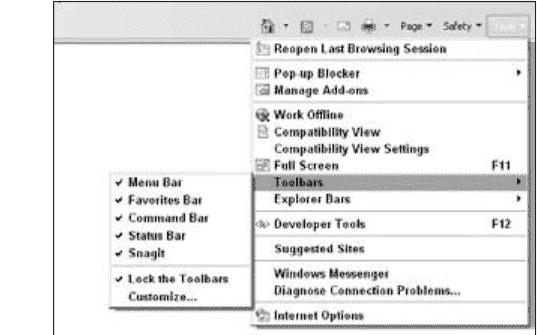 Page Safety Tools
Reopen Last Browsing Session
Pop-up Blocker
Manage Add-ons
Work Offline
Compatibility View
Compatibility View Settings
Full Screen F11
Toolbars
Explorer Bars
Developer Tools F12
Suggested Sites
Windows Messenger
Diagnose Connection Problems...
Internet Options
Menu Bar
Favorites Bar
Command Bar
Status Bar
SnagIt
Lock the Toolbars
Customize...